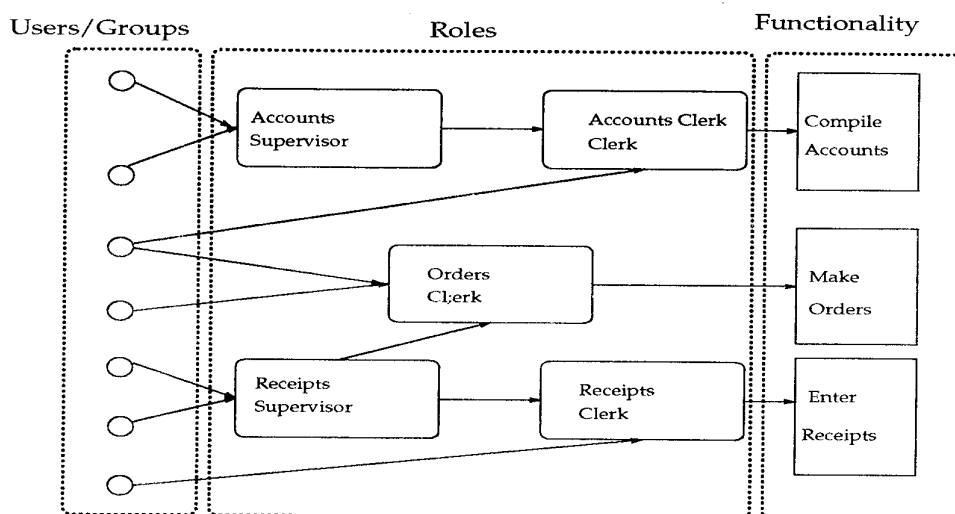 Users/Groups
Roles
Functionality
Accounts
Supervisor
Accounts Clerk
Clerk
Compile
Accounts
Orders
Cl;erk
Make
Orders
Receipts
Supervisor
Receipts
Clerk
Enter
Receipts